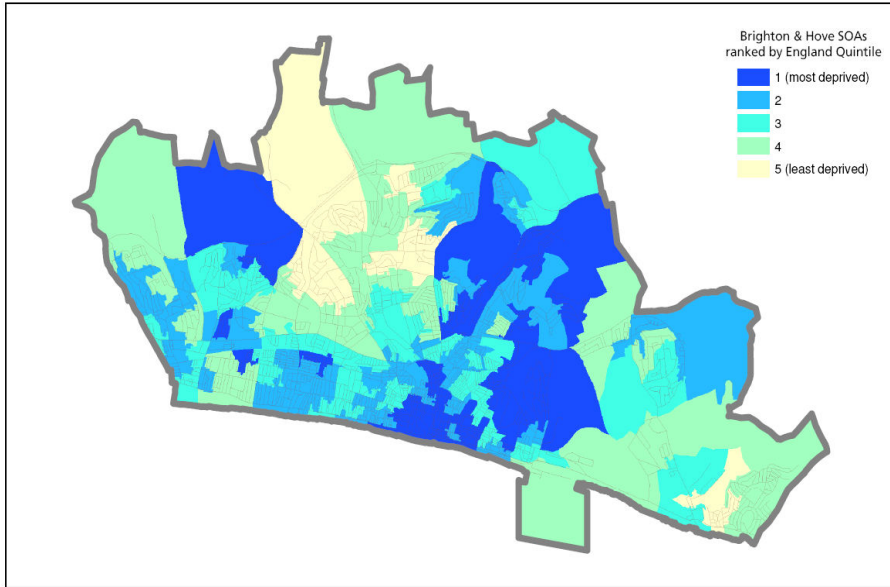 Brighton & Hove SOAs
ranked by England Quintile
1 (most deprived)
2
3
4
5 (least deprived)